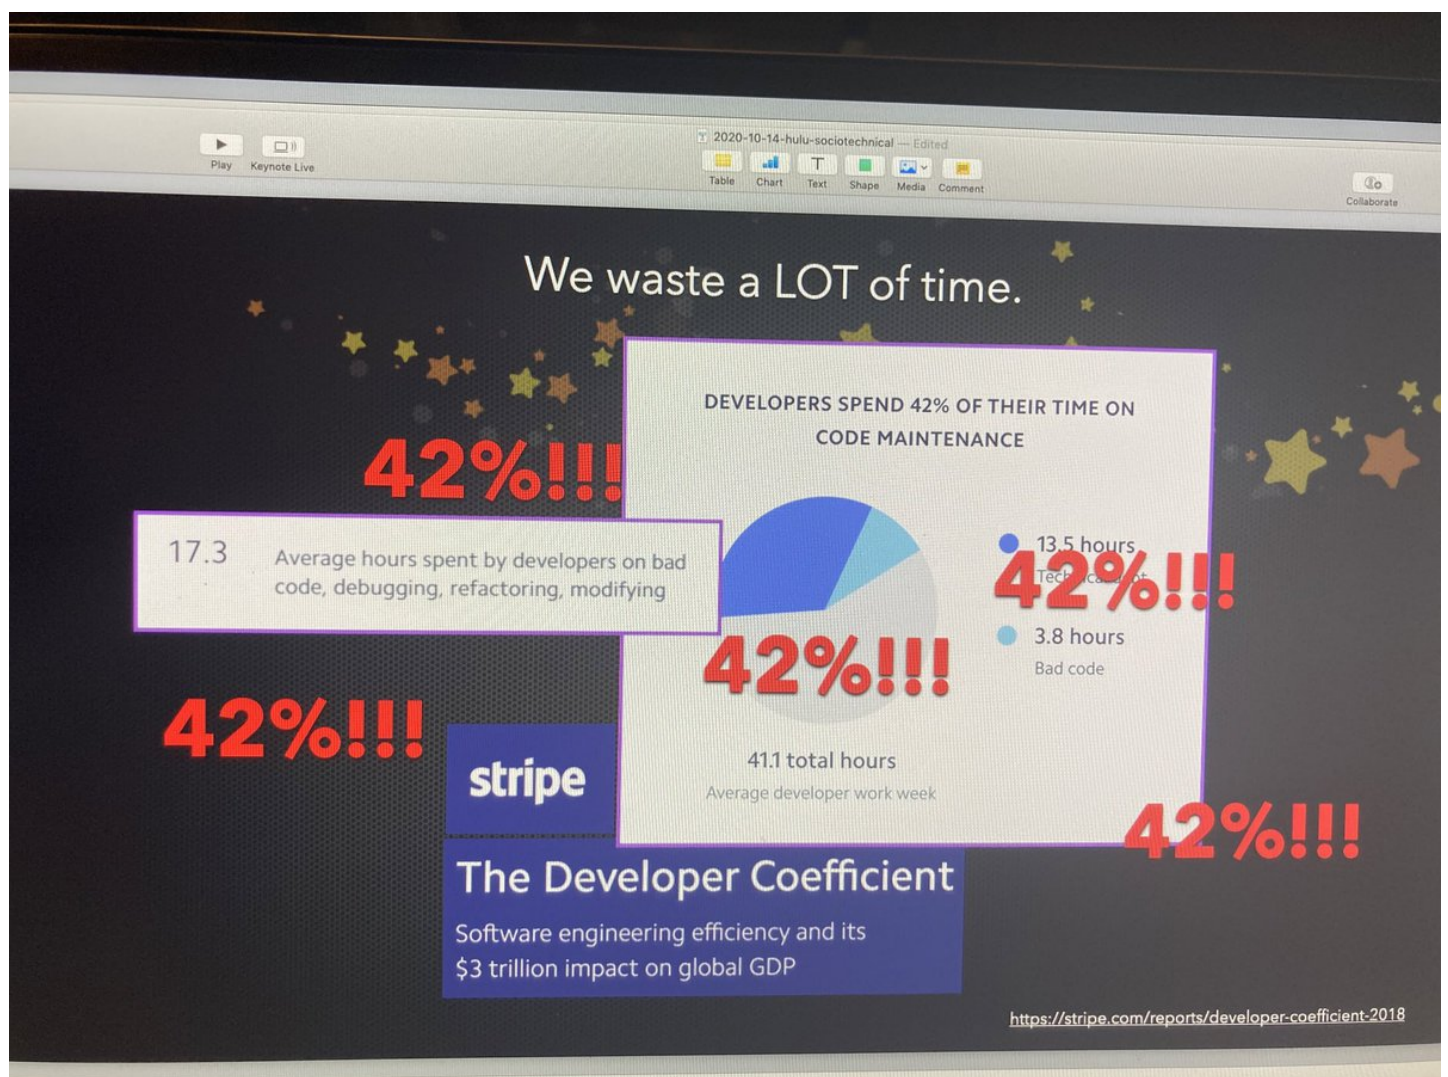 2020-10-14-hulu-sociotechnical — Edited
Play
Keynote Live
Table
Chart
Text
Shape
Media
Comment
Collaborate
We waste a LOT of time.
DEVELOPERS SPEND 42% OF THEIR TIME ON
CODE MAINTENANCE
42%!!!
17.3
Average hours spent by developers on bad
code, debugging, refactoring, modifying
13.5 hours
42%!!!
3.8 hours
Bad code
42%!!!
42%!!!
41.1 total hours
Average developer work week
stripe
42%!!!
The Developer Coefficient
Software engineering efficiency and its
$3 trillion impact on global GDP
https://stripe.com/reports/developer-coefficient-2018